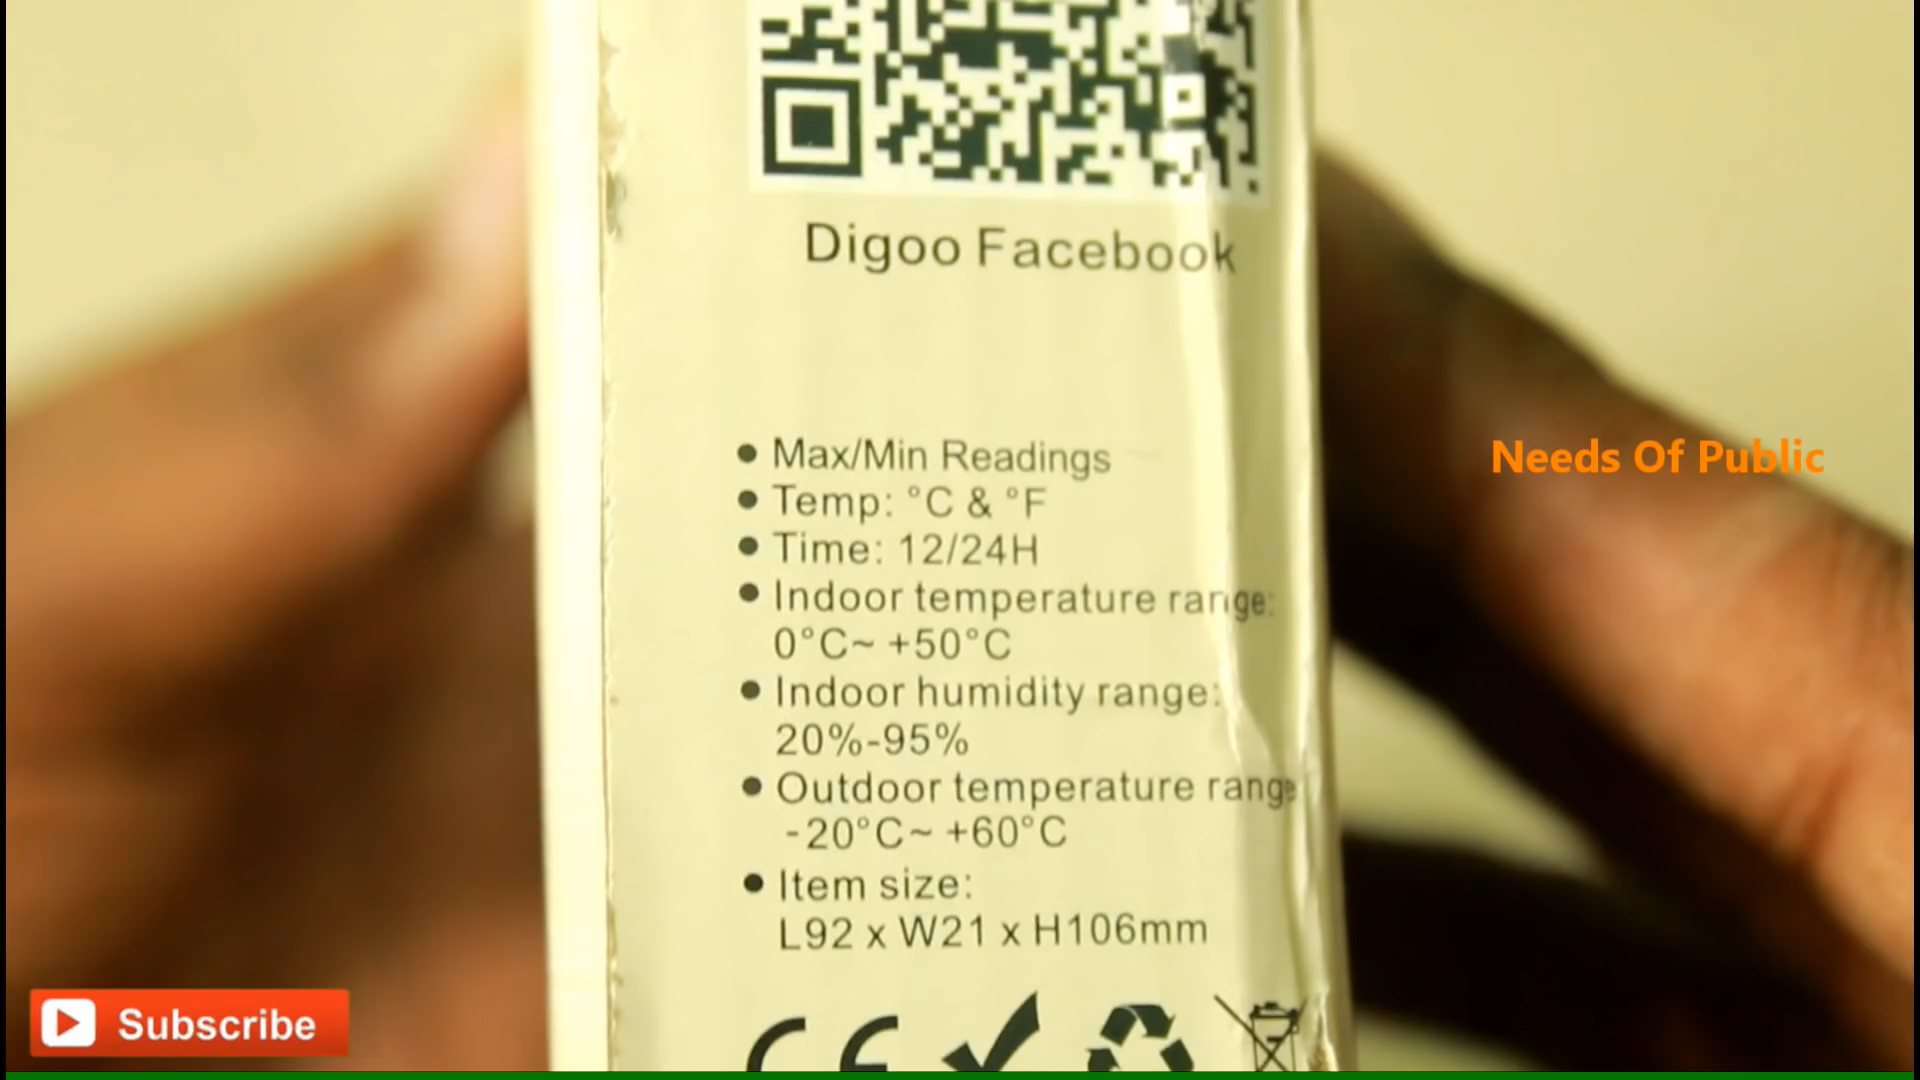 Digoo Facebook
• Max/Min Readings
• Temp: °C & °F
• Time: 12/24H
• Indoor temperature range:
0°C~ +50°C
• Indoor humidity range:
20%-95%
• Outdoor temperature range
-20°C~ +60°C
• Item size:
L92 x W21 x H106mm
CE
Needs Of Public
Subscribe